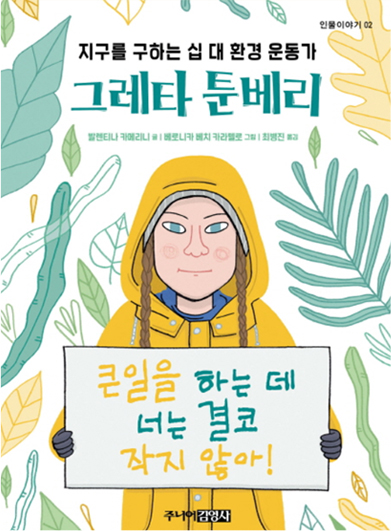 인물이야기 02
지구를 구하는 십 대 환경 운동가
그레타 툰베리
발렌티나 카메리니 글 | 베로니카 베치 카라텔로 그림 | 최병진 옮김
큰일을 하는 데
너는 결코
작지 않아!
주니어김영사